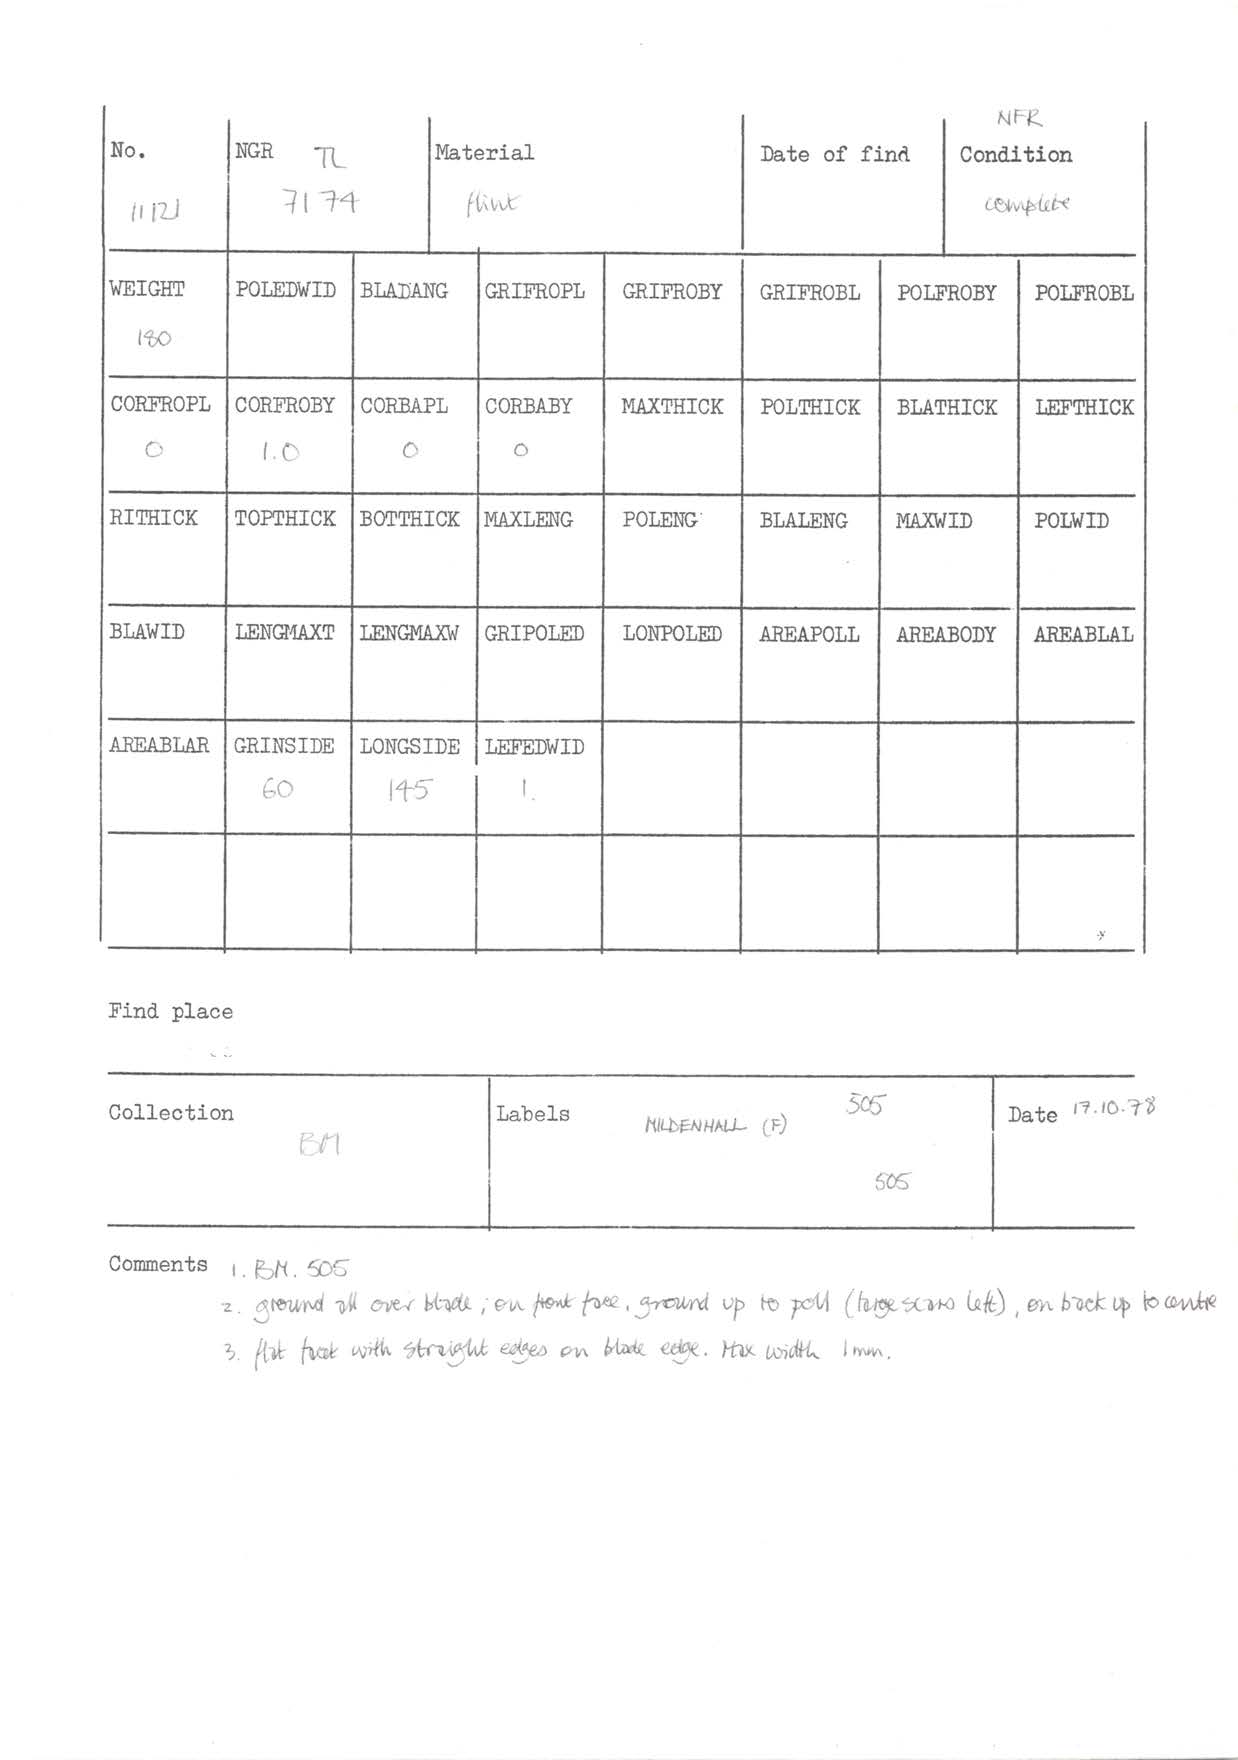 NFR
No. NGR TL Material Date of find Condition
11121 7174 flint complete
WEIGHT POLEDWID BLADANG GRIFROPL GRIFROBY GRIFROBL POLFROBY POLFROBL
180
CORFROPL CORFROBY CORBAPL CORBABY MAXTHICK POLTHICK BLATHICK LEFTHICK
0 1.0 0 0
RITHICK TOPTHICK BOTTHICK MAXLENG POLENG BLALENG MAXWID POLWID
BLAWID LENGMAXT LENGMAXW GRIPOLED LONPOLED AREAPOLL AREABODY AREABLAL
AREABLAR GRINSIDE LONGSIDE LEFEDWID
60 145 1.
Find place
Collection Labels 505 Date 17.10.78
BM MILDENHALL (F)
505
Comments 1. BM. 505
2. ground all over blade; on front face, ground up to poll (large scars left), on back up to centre
3. flat facet with straight edges on blade edge. Max width 1mm.